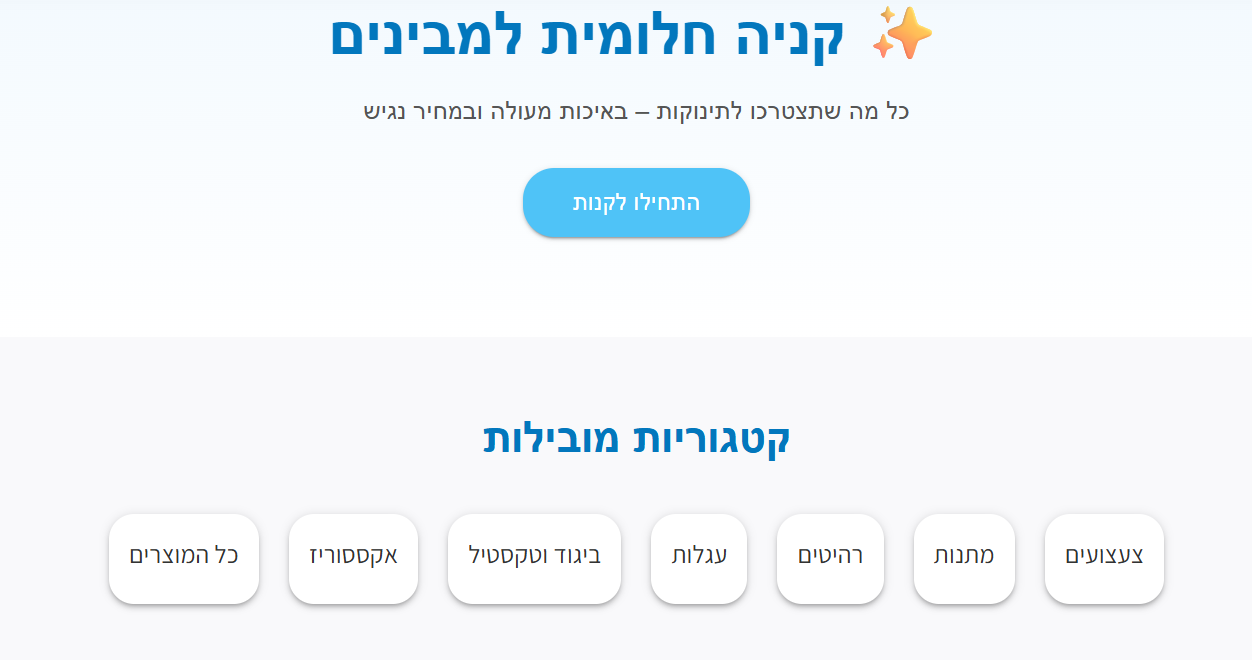 ✨ קניה חלומית למבינים
כל מה שתצטרכו לתינוקות – באיכות מעולה ובמחיר נגיש
התחילו לקנות
קטגוריות מובילות
צעצועים
מתנות
רהיטים
עגלות
ביגוד וטקסטיל
אקססוריז
כל המוצרים